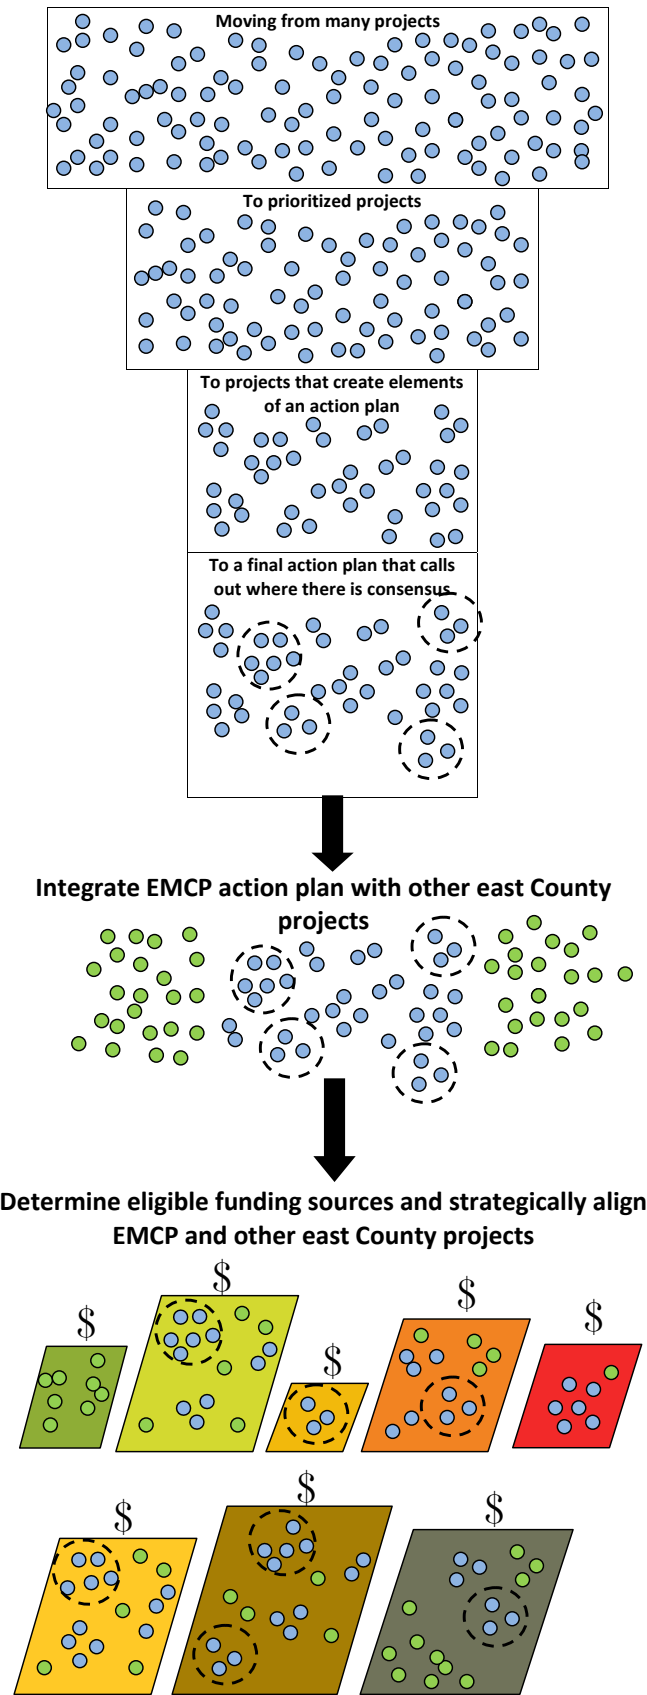 Moving from many projects
To prioritized projects
To projects that create elements
of an action plan
To a final action plan that calls
out where there is consensus
Integrate EMCP action plan with other east County
projects
Determine eligible funding sources and strategically align
EMCP and other east County projects
$
$
$
$
$
$
$
$